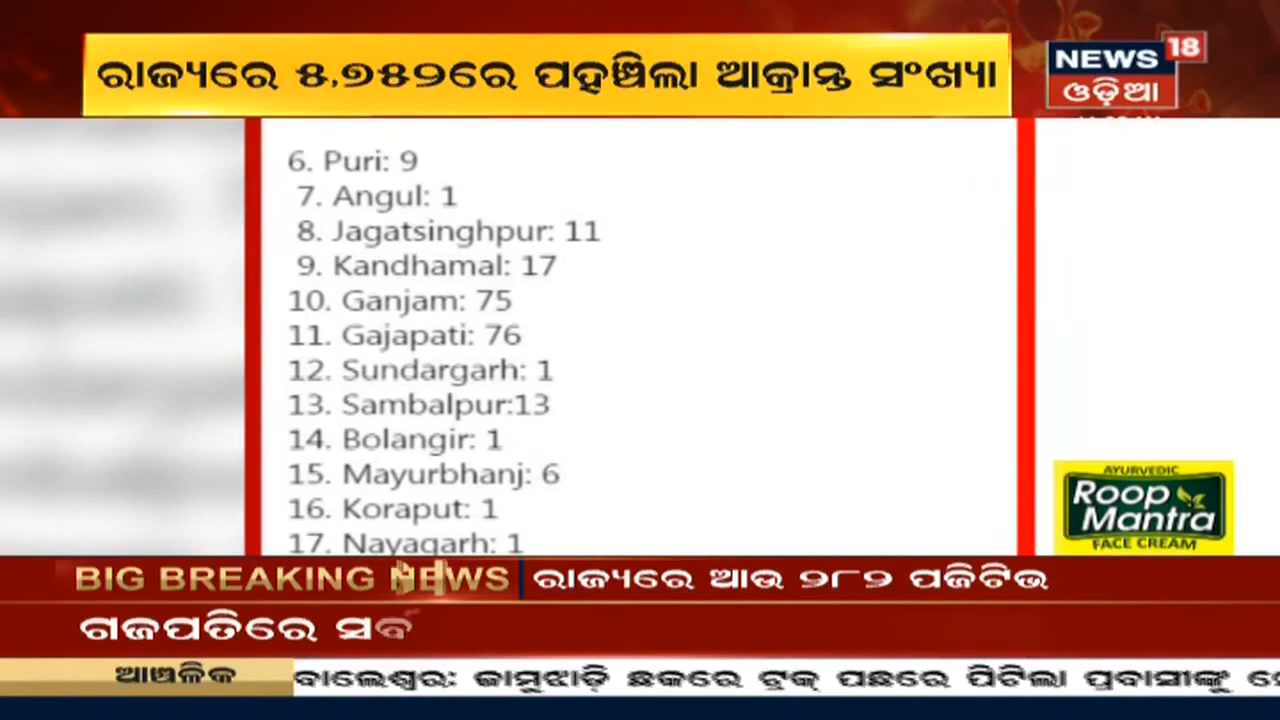 ରାଜ୍ୟରେ ୫,୭୫୨ରେ ପହଞ୍ଚିଲା ଆକ୍ରାନ୍ତ ସଂଖ୍ୟା
NEWS 18
ଓଡ଼ିଆ
6. Puri: 9
7. Angul: 1
8. Jagatsinghpur: 11
9. Kandhamal: 17
10. Ganjam: 75
11. Gajapati: 76
12. Sundargarh: 1
13. Sambalpur:13
14. Bolangir: 1
15. Mayurbhanj: 6
16. Koraput: 1
17. Nayagarh: 1
AYURVEDIC
Roop
Mantra
FACE CREAM
BIG BREAKING NEWS ରାଜ୍ୟରେ ଆଉ ୨୮୨ ପଜିଟିଭ
ଗଜପତିରେ ସର୍ବ
ଆଞ୍ଚଳିକ ବାଲେଶ୍ୱର: ଜାମୁଝାଡ଼ି ଛକରେ ଟ୍ରକ୍ ପଛରେ ପିଟିଲା ପ୍ରବାସୀଙ୍କୁ